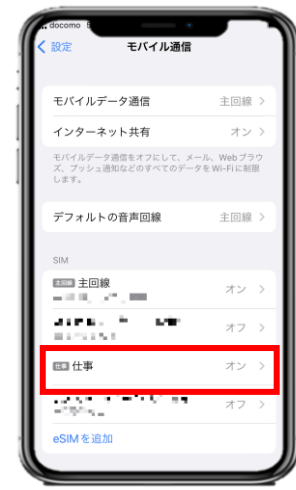 docomo
設定
モバイル通信
モバイルデータ通信 主回線
インターネット共有 オン
モバイルデータ通信をオフにして、メール、Webブラウ
ズ、プッシュ通知などのすべてのデータをWi-Fiに制限
します。
デフォルトの音声回線 主回線
SIM
主回線 主回線
オン
オフ
仕事 仕事 オン
オフ
eSIMを追加